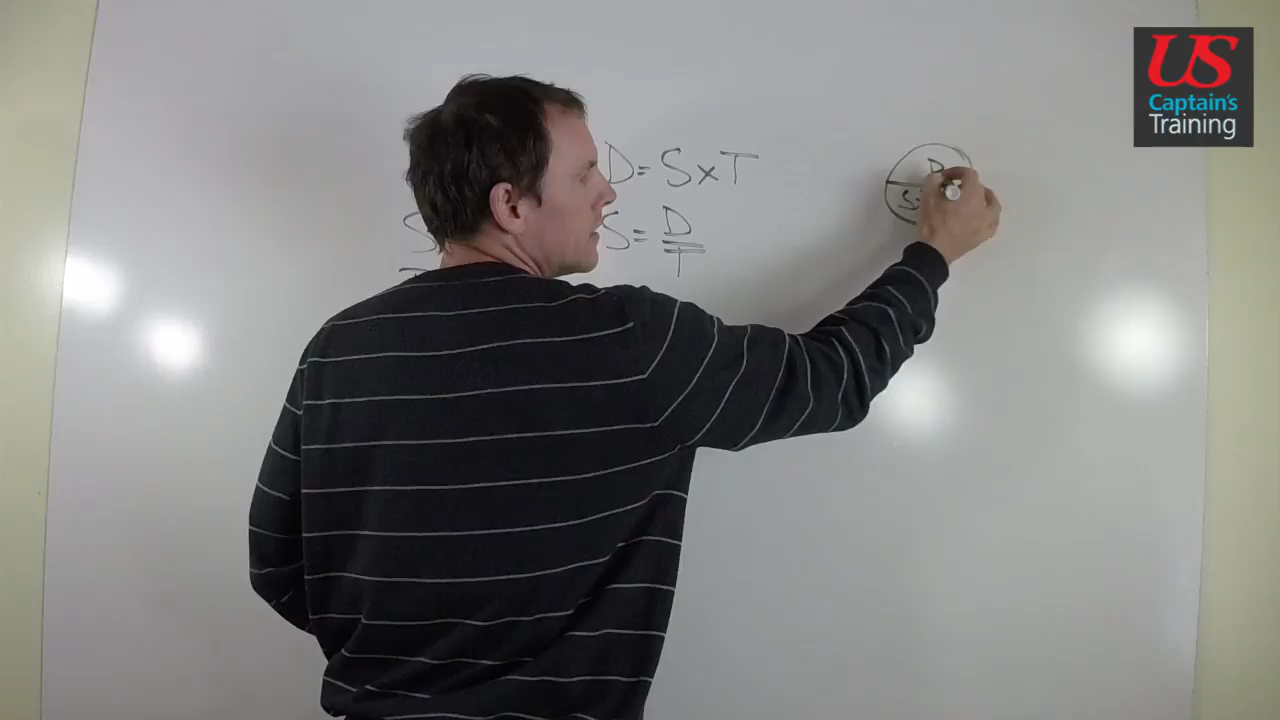 US
Captain's
Training
D = S x T
S = D/T
D
S